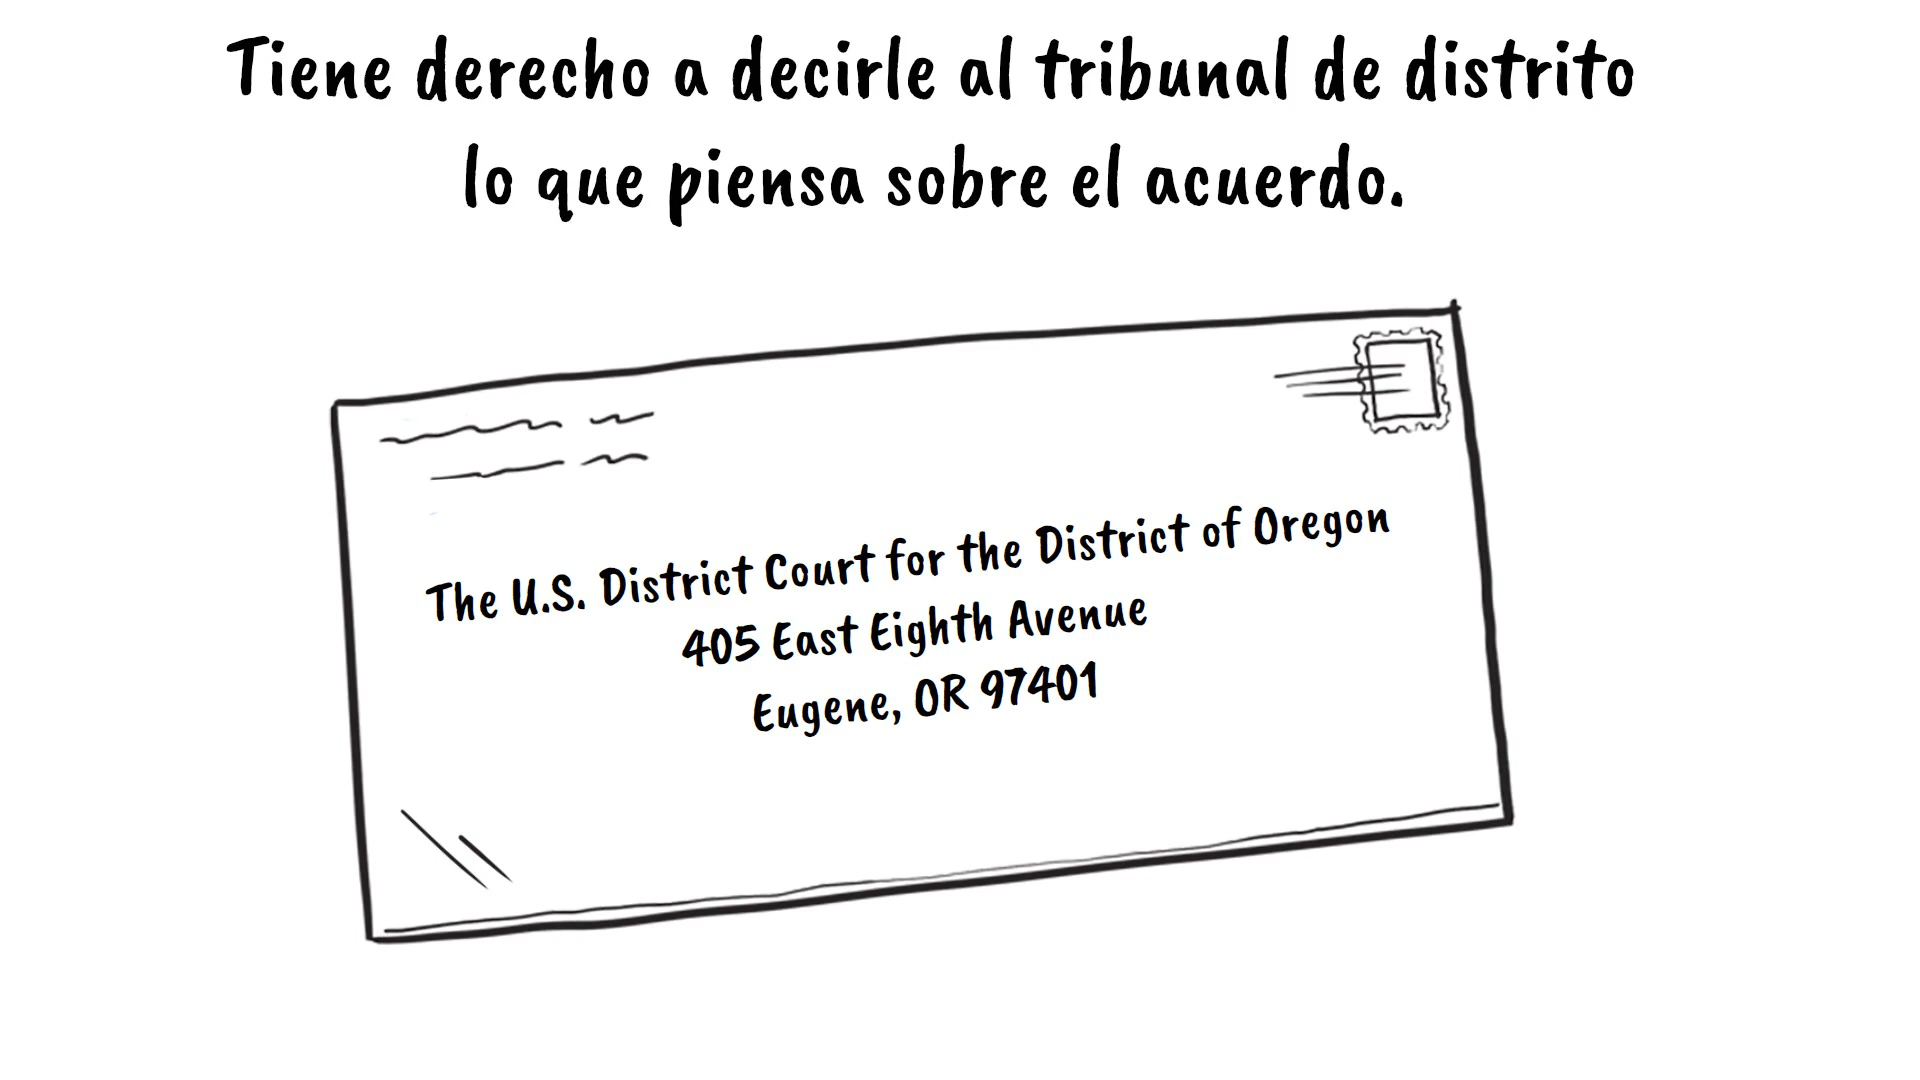 Tiene derecho a decirle al tribunal de distrito
lo que piensa sobre el acuerdo.
The U.S. District Court for the District of Oregon
405 East Eighth Avenue
Eugene, OR 97401